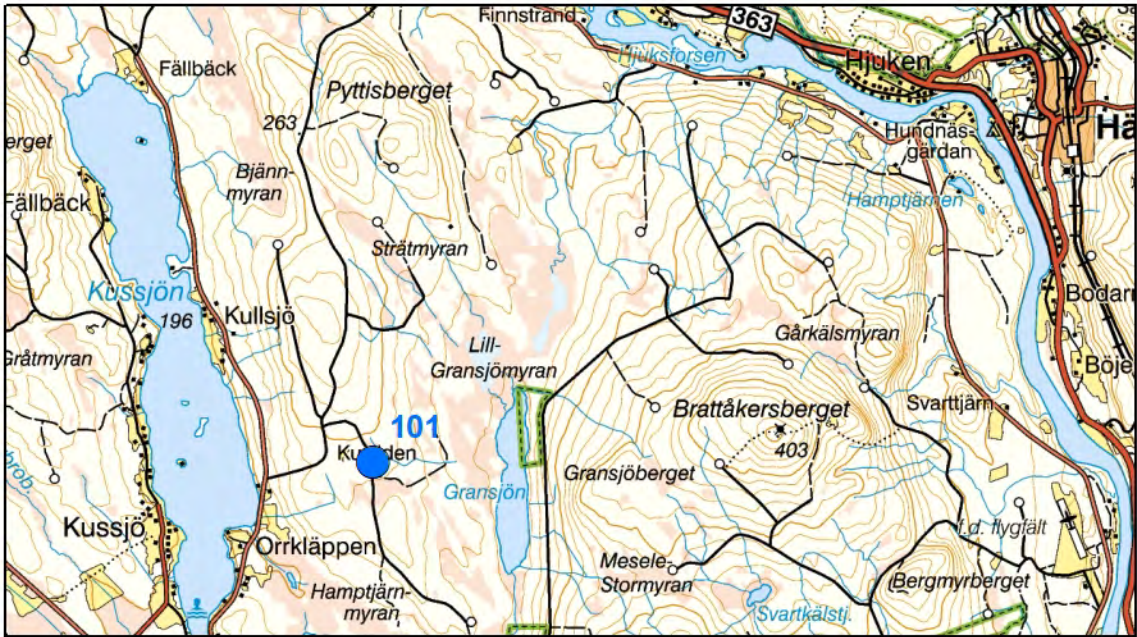 Finnstrand
363
Fällbäck
Hjuksforsen
Hjuken
Pyttisberget
263
Hundnäs-
gårdan
Hä
erget
Bjänn-
myran
Fällbäck
Hamptjärnen
Strätmyran
Kussjön
196
Kullsjö
Bodarn
Gårkälsmyran
Gråtmyran
Lill-
Gransjömyran
Böje
Brattåkersberget
Svarttjärn
101
403
Gransjöberget
Gransjön
Kussjö
f.d. flygfält
Orrkläppen
Mesele-
Stormyran
Bergmyrberget
Hamptjärn-
myran
Svartkälstj.